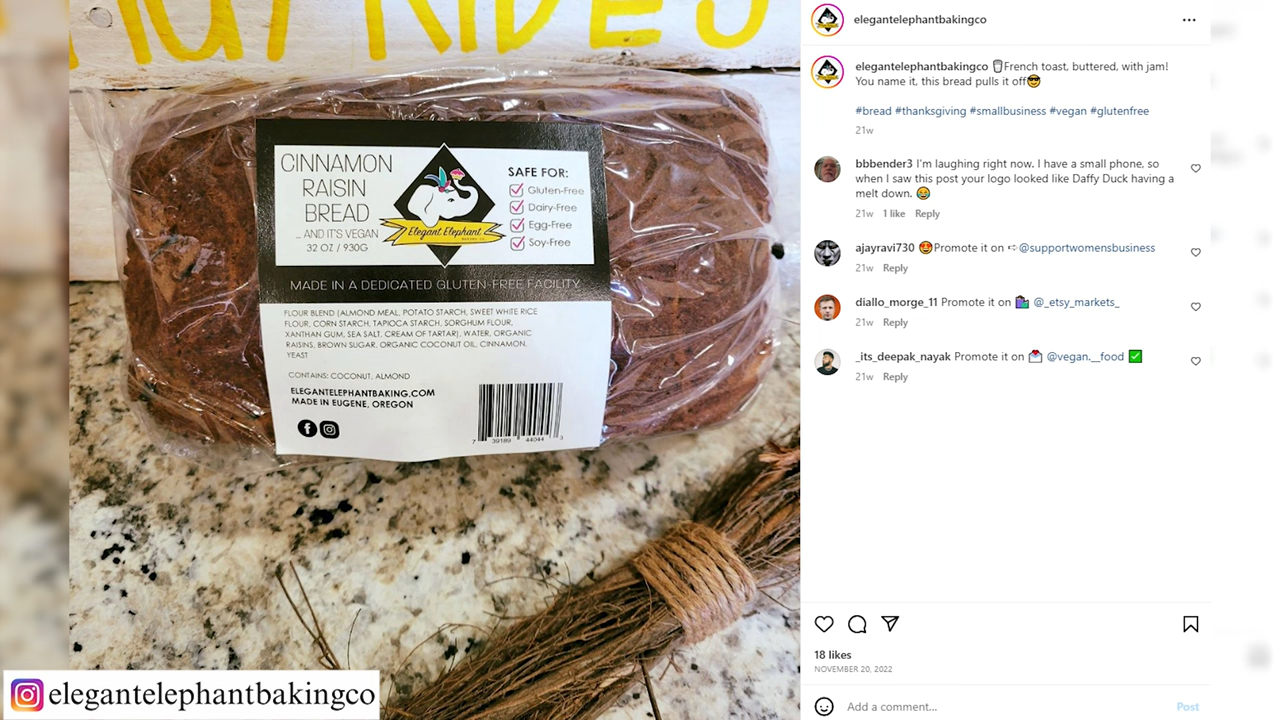 CINNAMON
RAISIN
BREAD
... AND IT'S VEGAN
32 OZ / 930G
Elegant Elephant
BAKING CO.
SAFE FOR:
Gluten-Free
Dairy-Free
Egg-Free
Soy-Free
MADE IN A DEDICATED GLUTEN-FREE FACILITY
FLOUR BLEND (ALMOND MEAL, POTATO STARCH, SWEET WHITE RICE
FLOUR, CORN STARCH, TAPIOCA STARCH, SORGHUM FLOUR,
XANTHAN GUM, SEA SALT, CREAM OF TARTAR), WATER, ORGANIC
RAISINS, BROWN SUGAR, ORGANIC COCONUT OIL, CINNAMON,
YEAST
CONTAINS: COCONUT, ALMOND
ELEGANTELEPHANTBAKING.COM
MADE IN EUGENE, OREGON
7 39189 44044 3
elegantelephantbakingco
elegantelephantbakingco
elegantelephantbakingco 🥛French toast, buttered, with jam!
You name it, this bread pulls it off😎
#bread #thanksgiving #smallbusiness #vegan #glutenfree
21w
bbbender3 I'm laughing right now. I have a small phone, so
when I saw this post your logo looked like Daffy Duck having a
melt down. 😂
21w 1 like Reply
ajayravi730 🤩Promote it on ➪@supportwomensbusiness
21w Reply
diallo_morge_11 Promote it on 🛍️ @_etsy_markets_
21w Reply
_its_deepak_nayak Promote it on 💌 @vegan.__food ✅
21w Reply
18 likes
NOVEMBER 20, 2022
Add a comment...
Post